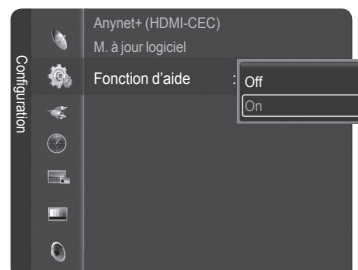 Configuration
Anynet+ (HDMI-CEC)
M. à jour logiciel
Fonction d'aide : Off
On